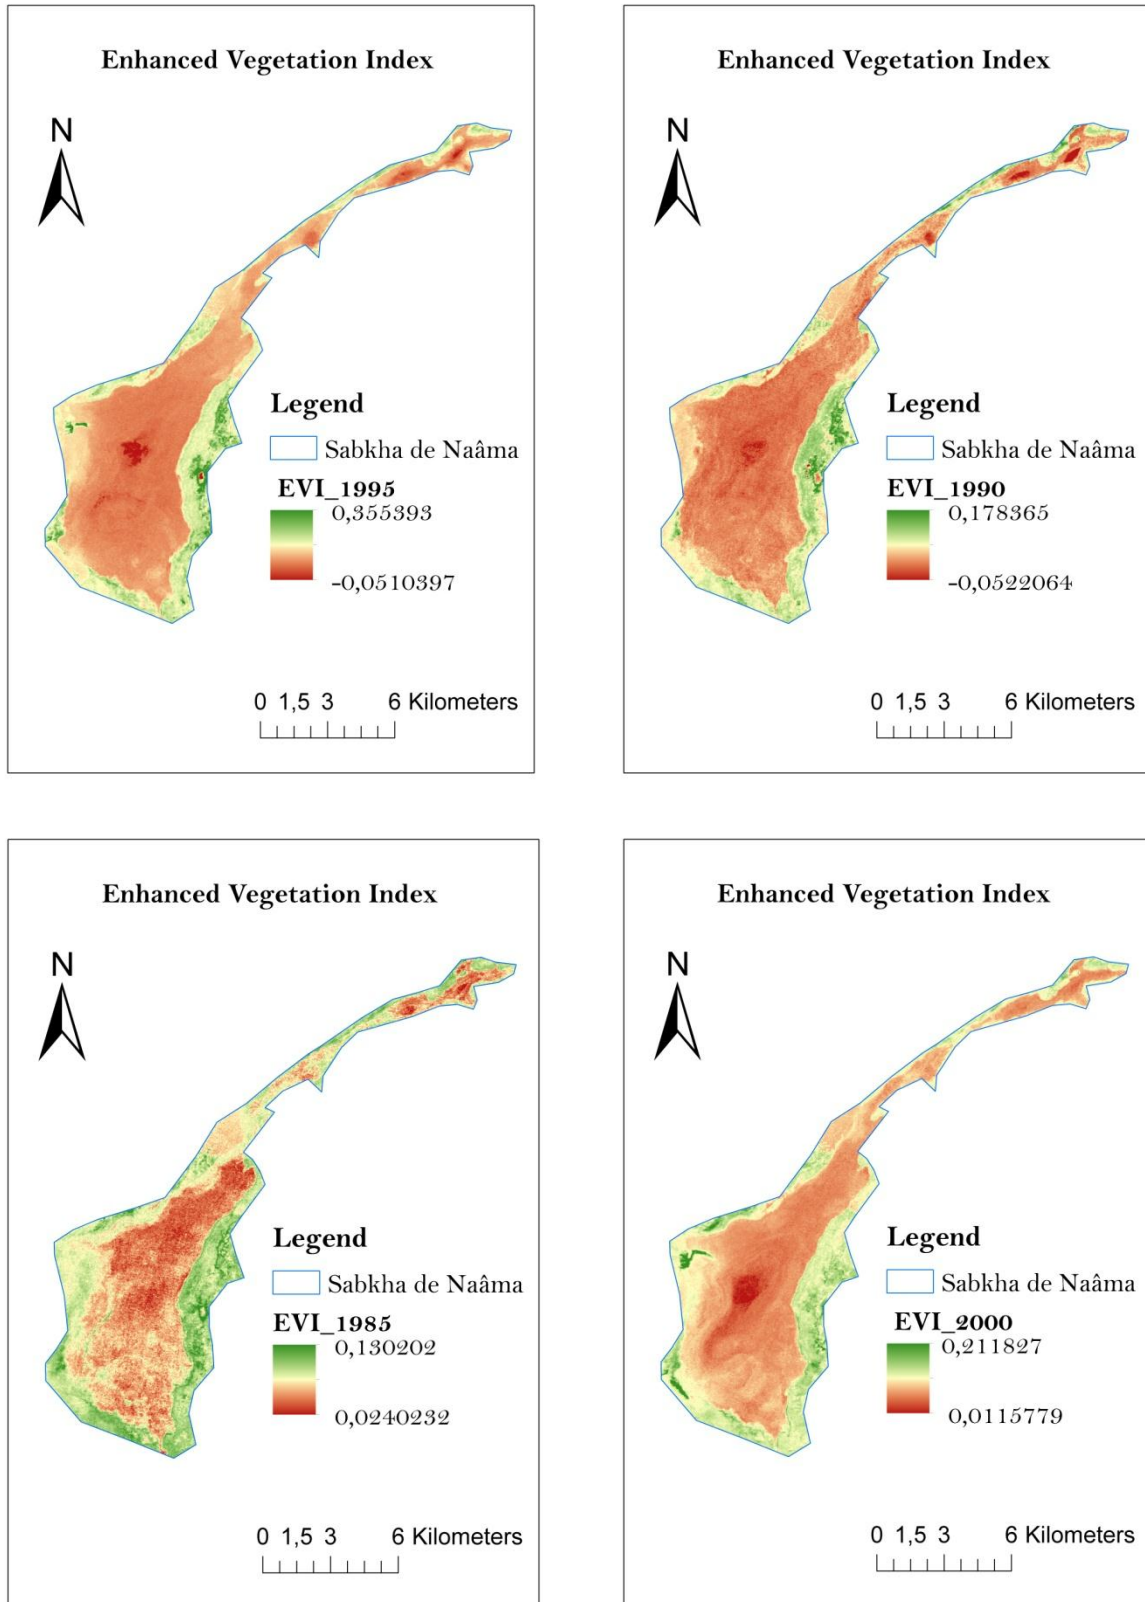 Enhanced Vegetation Index
N
Legend
Sabkha de Naâma
EVI_1995
0,355393
-0,0510397
0 1,5 3 6 Kilometers
Enhanced Vegetation Index
N
Legend
Sabkha de Naâma
EVI_1990
0,178365
-0,0522064
0 1,5 3 6 Kilometers
Enhanced Vegetation Index
N
Legend
Sabkha de Naâma
EVI_1985
0,130202
0,0240232
0 1,5 3 6 Kilometers
Enhanced Vegetation Index
N
Legend
Sabkha de Naâma
EVI_2000
0,211827
0,0115779
0 1,5 3 6 Kilometers